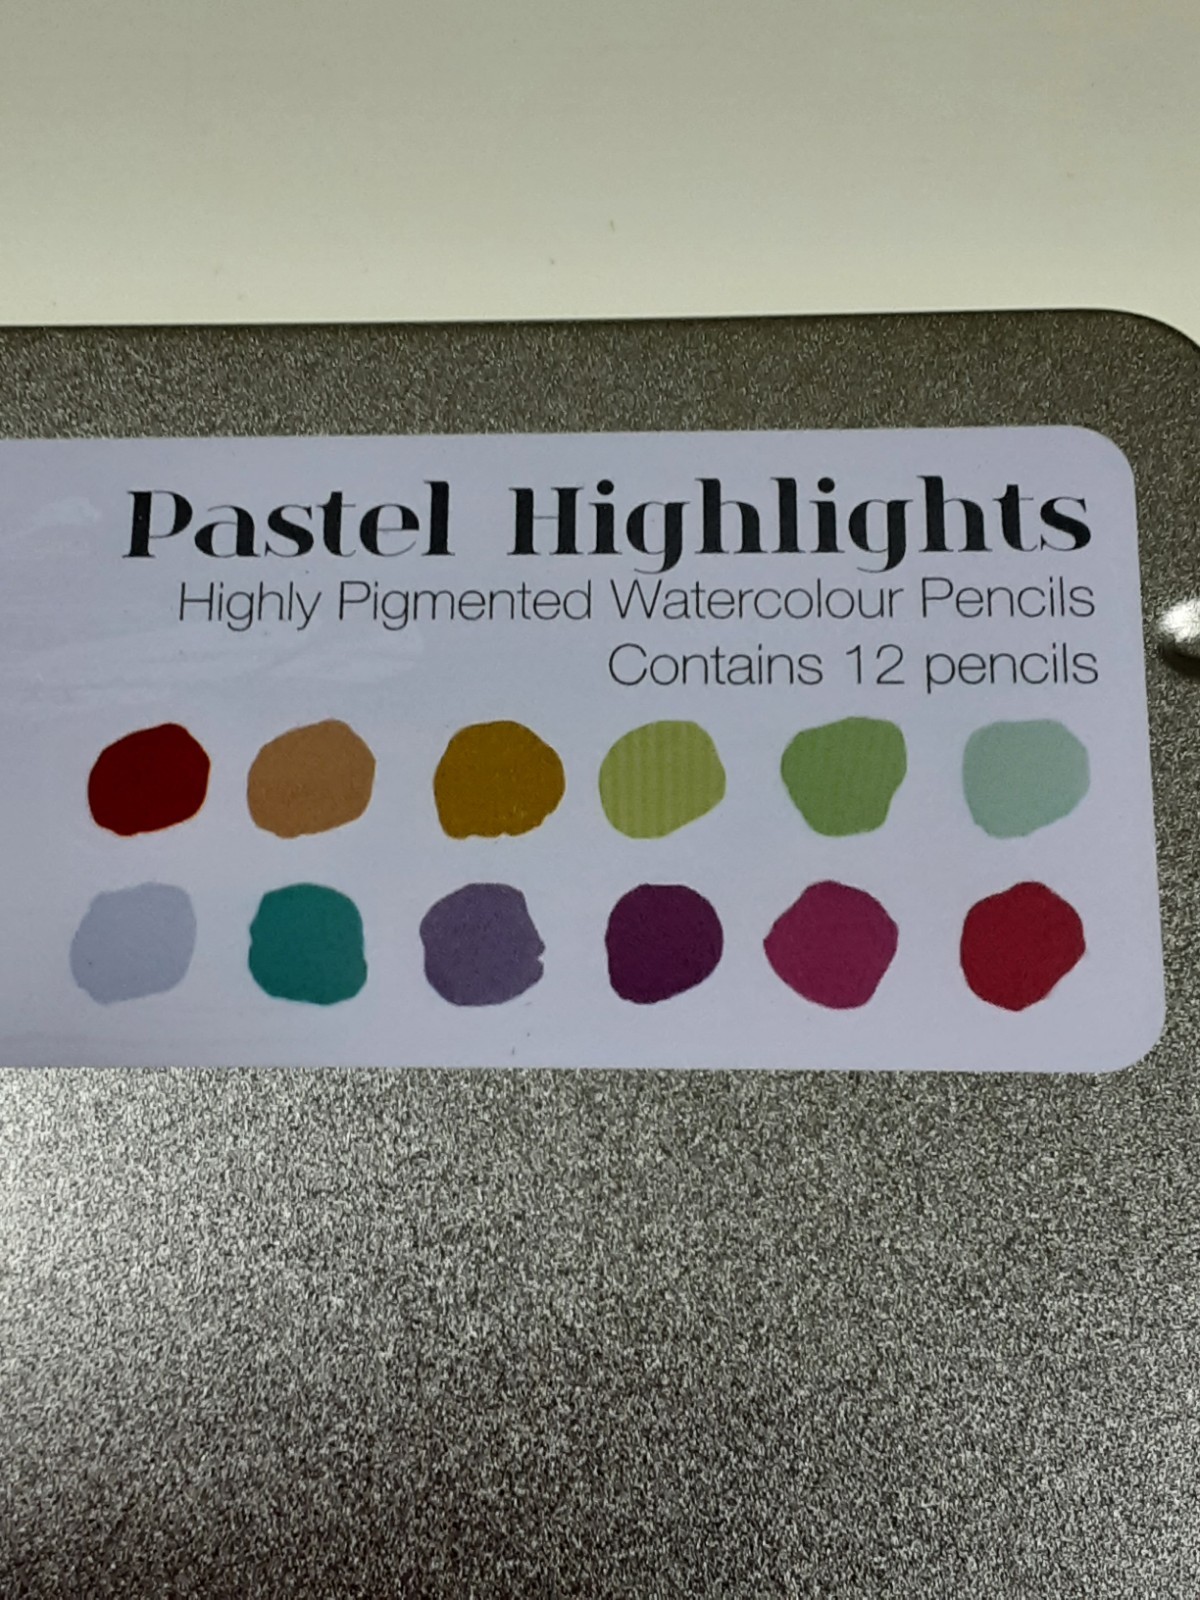 Pastel Highlights
Highly Pigmented Watercolour Pencils
Contains 12 pencils